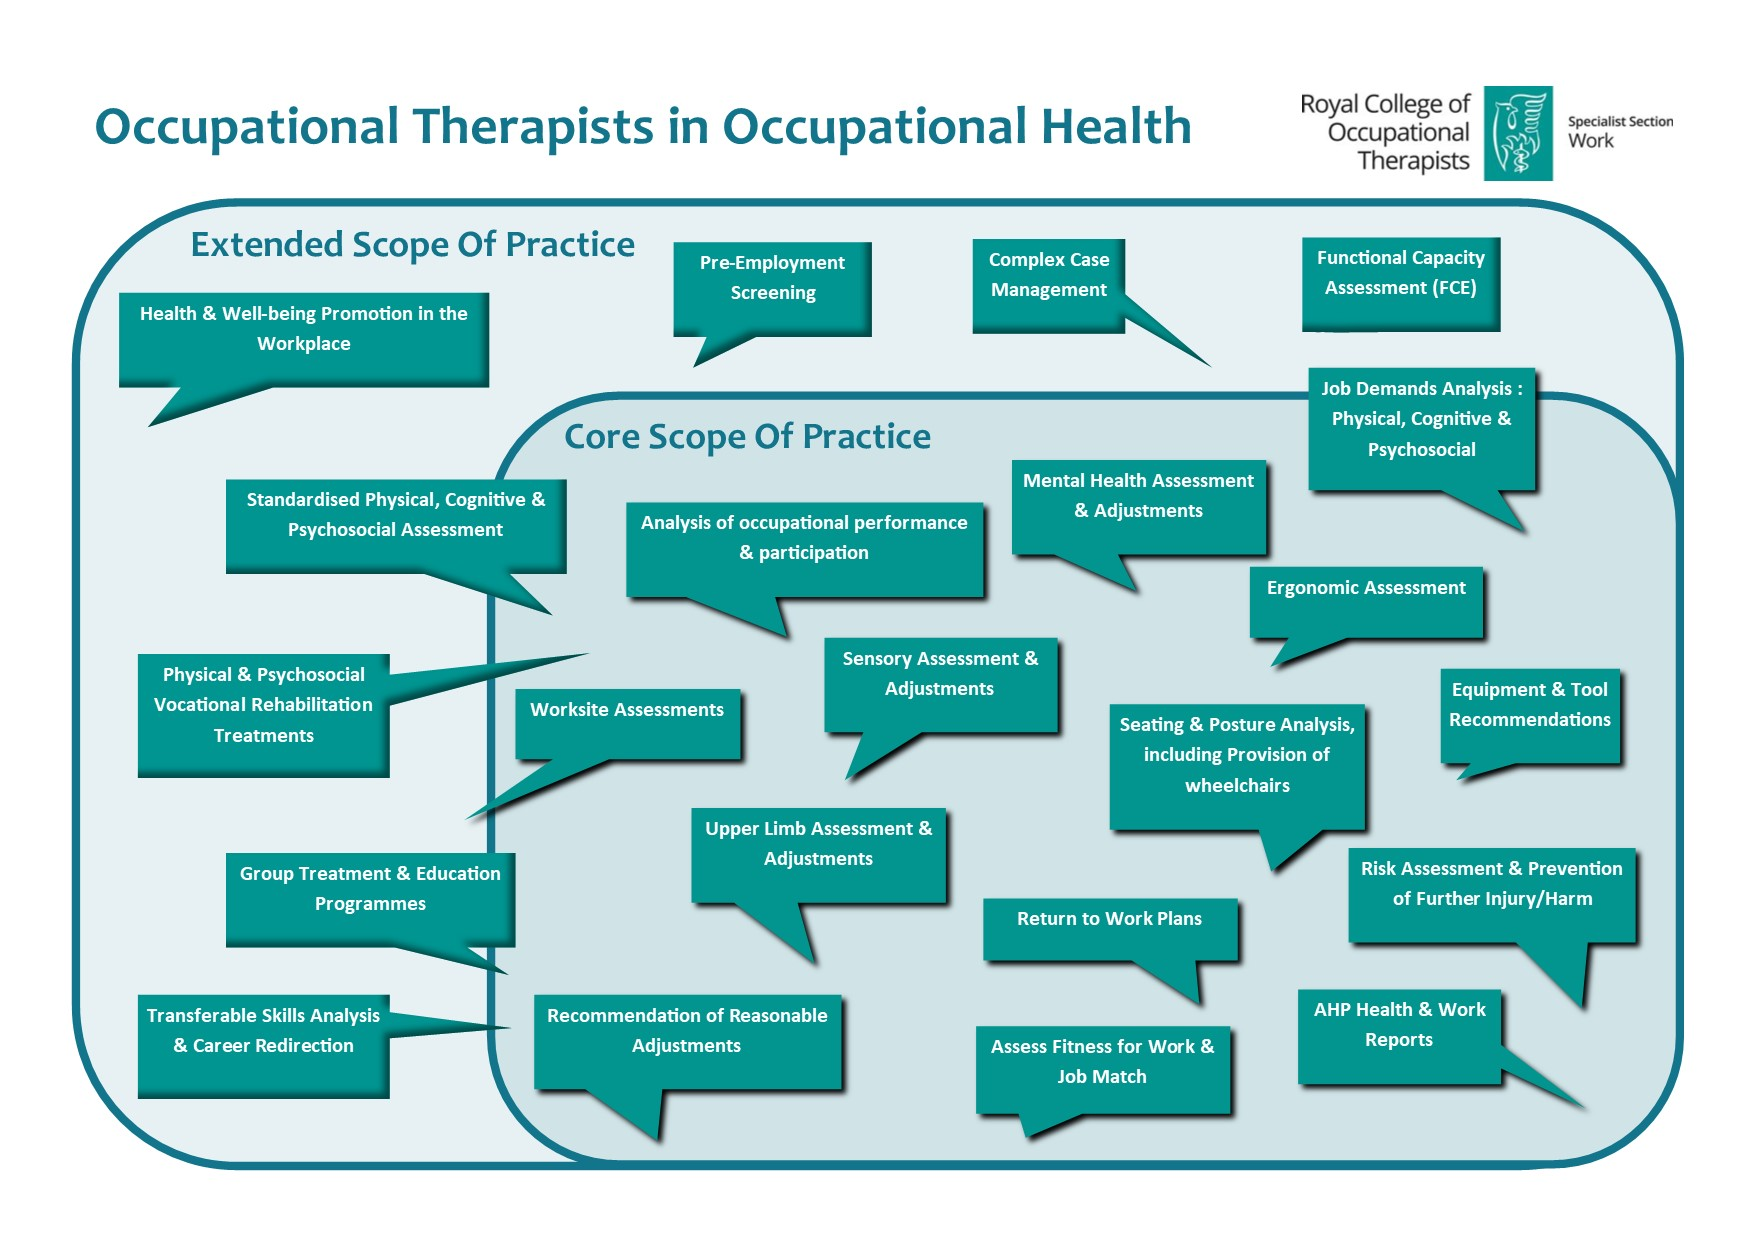 Occupational Therapists in Occupational Health
Royal College of
Occupational
Therapists
Specialist Section
Work
Extended Scope Of Practice
Pre-Employment
Screening
Complex Case
Management
Functional Capacity
Assessment (FCE)
Health & Well-being Promotion in the
Workplace
Job Demands Analysis :
Physical, Cognitive &
Psychosocial
Core Scope Of Practice
Standardised Physical, Cognitive &
Psychosocial Assessment
Analysis of occupational performance
& participation
Mental Health Assessment
& Adjustments
Ergonomic Assessment
Physical & Psychosocial
Vocational Rehabilitation
Treatments
Worksite Assessments
Sensory Assessment &
Adjustments
Seating & Posture Analysis,
including Provision of
wheelchairs
Equipment & Tool
Recommendations
Upper Limb Assessment &
Adjustments
Group Treatment & Education
Programmes
Return to Work Plans
Risk Assessment & Prevention
of Further Injury/Harm
Transferable Skills Analysis
& Career Redirection
Recommendation of Reasonable
Adjustments
Assess Fitness for Work &
Job Match
AHP Health & Work
Reports